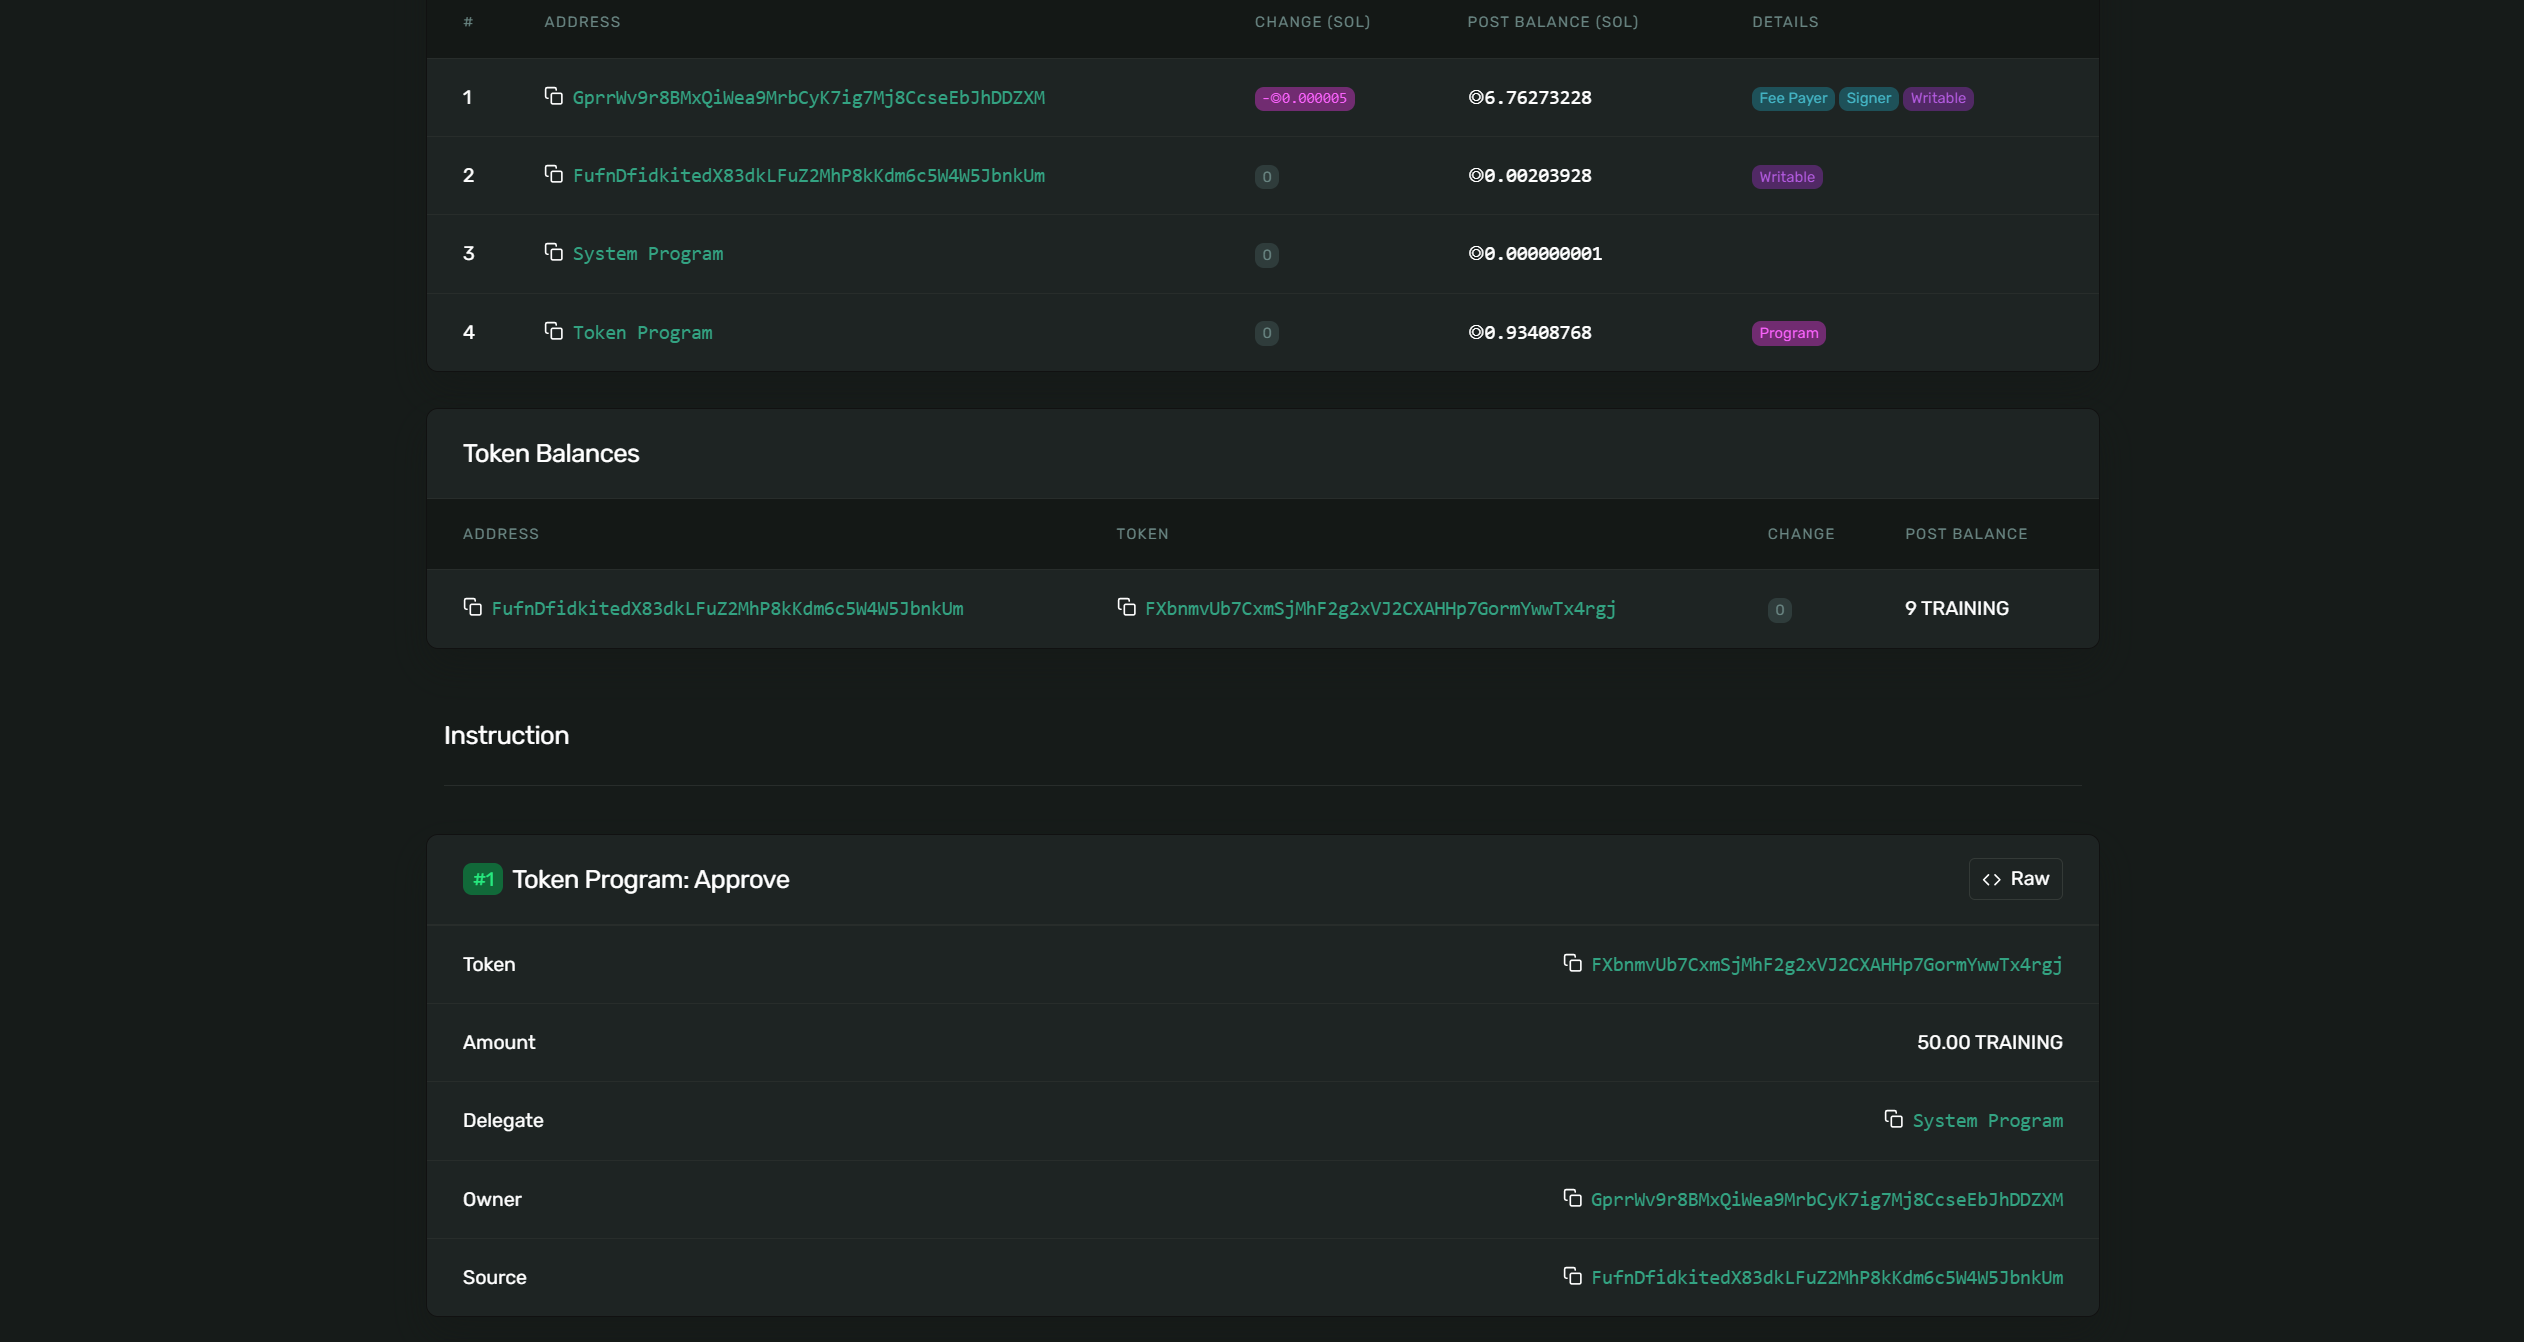 # ADDRESS CHANGE (SOL) POST BALANCE (SOL) DETAILS
1 GprrWv9r8BMxQiWea9MrbCyK7ig7Mj8CcseEbJhDDZXM -◎0.000005 ◎6.76273228 Fee Payer Signer Writable
2 FufnDfidkitedX83dkLFuZ2MhP8kKdm6c5W4W5JbnkUm 0 ◎0.00203928 Writable
3 System Program 0 ◎0.000000001
4 Token Program 0 ◎0.93408768 Program
Token Balances
ADDRESS TOKEN CHANGE POST BALANCE
FufnDfidkitedX83dkLFuZ2MhP8kKdm6c5W4W5JbnkUm FXbnmvUb7CxmSjMhF2g2xVJ2CXAHHp7GormYwwTx4rgj 0 9 TRAINING
Instruction
#1 Token Program: Approve <> Raw
Token FXbnmvUb7CxmSjMhF2g2xVJ2CXAHHp7GormYwwTx4rgj
Amount 50.00 TRAINING
Delegate System Program
Owner GprrWv9r8BMxQiWea9MrbCyK7ig7Mj8CcseEbJhDDZXM
Source FufnDfidkitedX83dkLFuZ2MhP8kKdm6c5W4W5JbnkUm